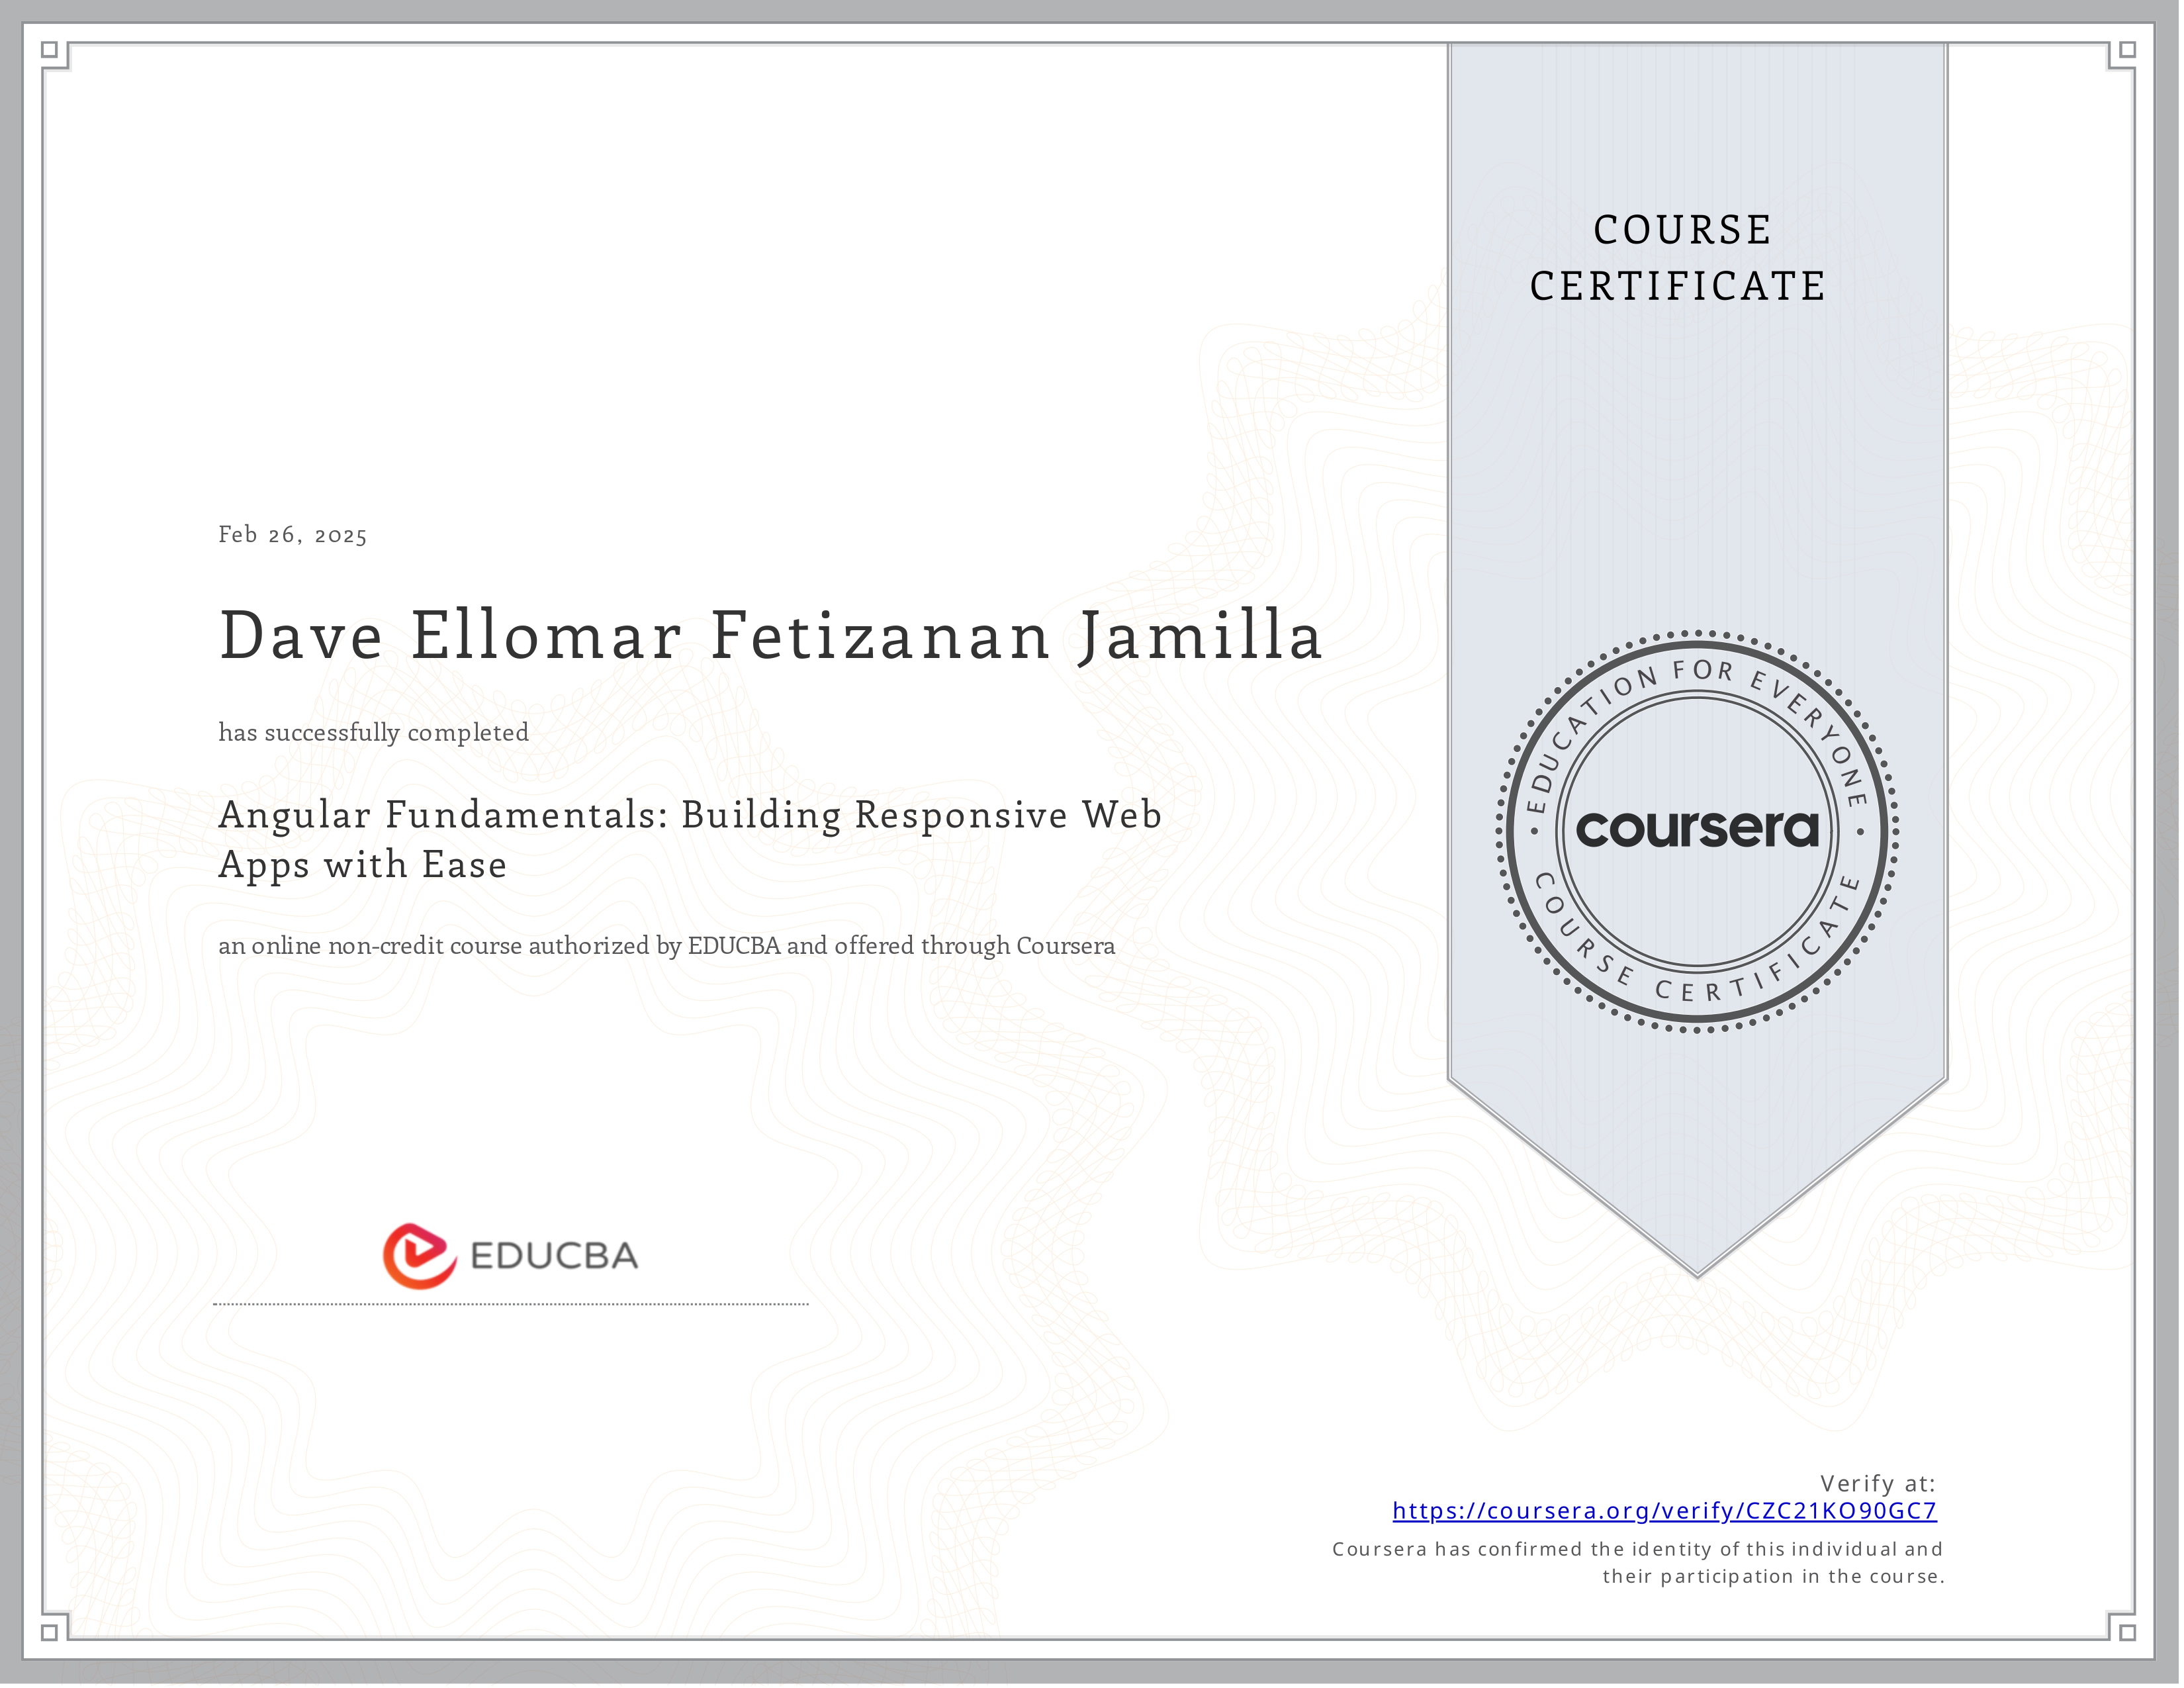 COURSE
CERTIFICATE
Feb 26, 2025
Dave Ellomar Fetizanan Jamilla
has successfully completed
Angular Fundamentals: Building Responsive Web
Apps with Ease
an online non-credit course authorized by EDUCBA and offered through Coursera
EDUCATION FOR EVERYONE
coursera
COURSE CERTIFICATE
EDUCBA
Verify at:
https://coursera.org/verify/CZC21KO90GC7
Coursera has confirmed the identity of this individual and
their participation in the course.